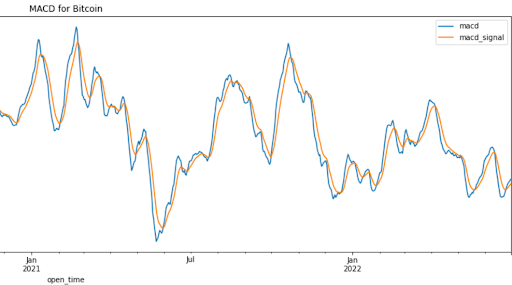 MACD for Bitcoin
macd
macd_signal
Jan
2021
Jul
Jan
2022
open_time